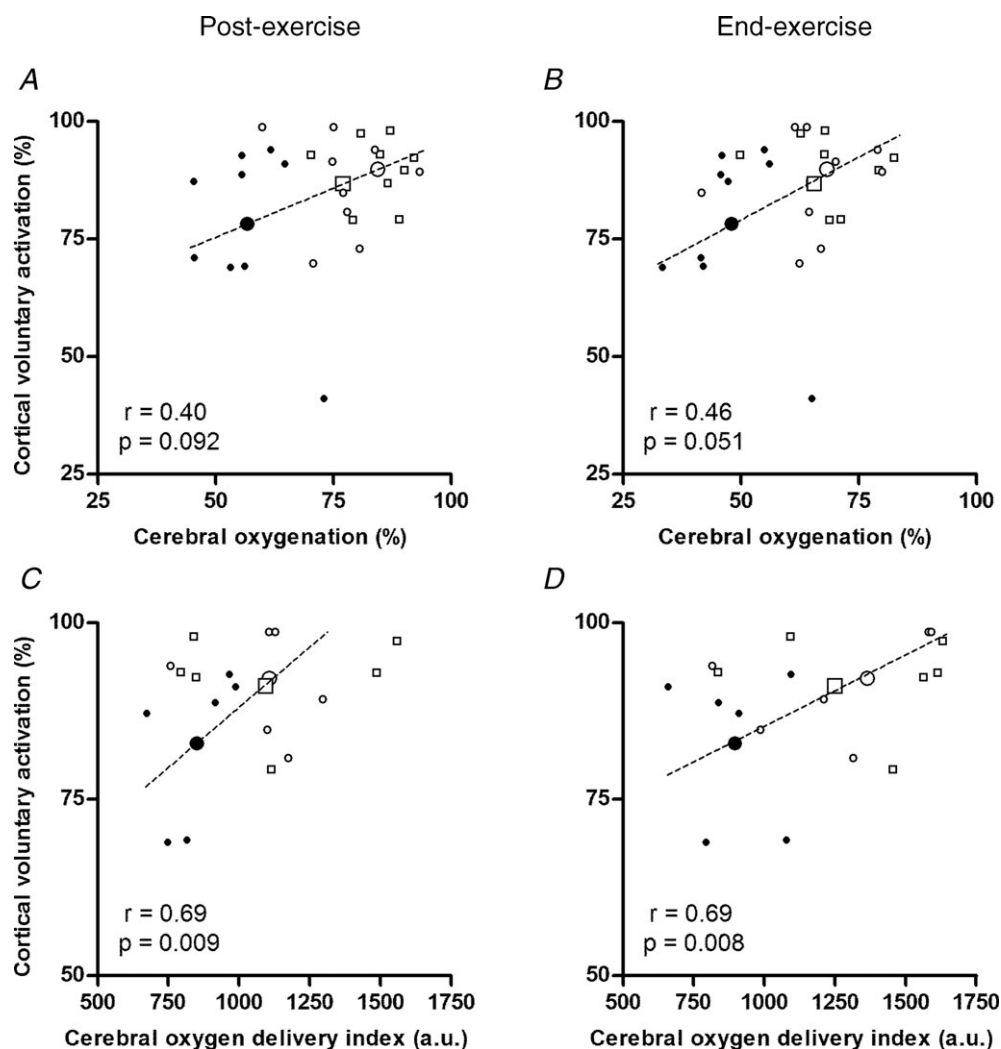 Post-exercise
End-exercise
A
Cortical voluntary activation (%)
100
75
50
25
r = 0.40
p = 0.092
25 50 75 100
Cerebral oxygenation (%)
B
100
75
50
25
r = 0.46
p = 0.051
25 50 75 100
Cerebral oxygenation (%)
C
Cortical voluntary activation (%)
100
75
50
r = 0.69
p = 0.009
500 750 1000 1250 1500 1750
Cerebral oxygen delivery index (a.u.)
D
100
75
50
r = 0.69
p = 0.008
500 750 1000 1250 1500 1750
Cerebral oxygen delivery index (a.u.)